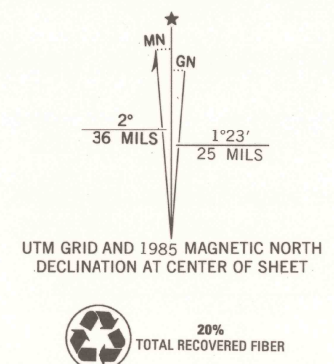 MN
GN
2°
36 MILS
1°23′
25 MILS
UTM GRID AND 1985 MAGNETIC NORTH
DECLINATION AT CENTER OF SHEET
20%
TOTAL RECOVERED FIBER